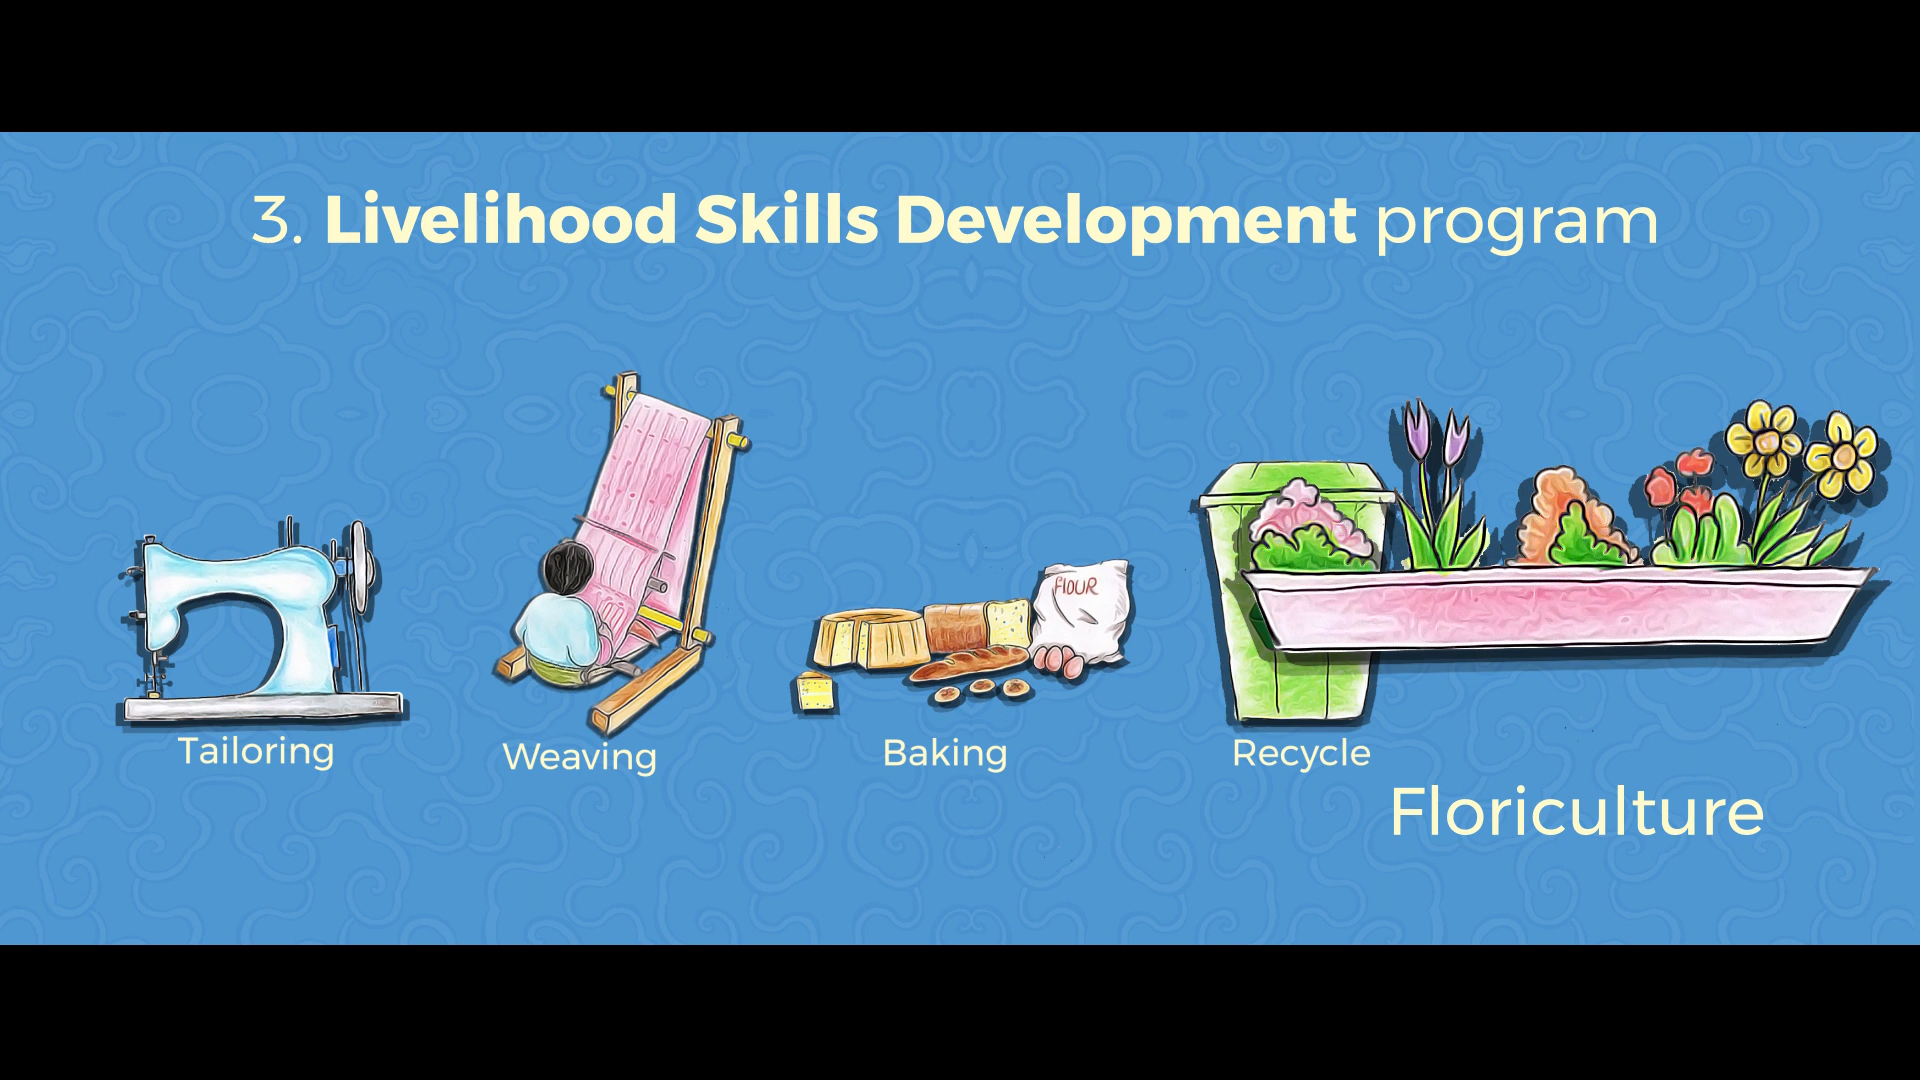 3. Livelihood Skills Development program
FlOUR
Tailoring
Weaving
Baking
Recycle
Floriculture